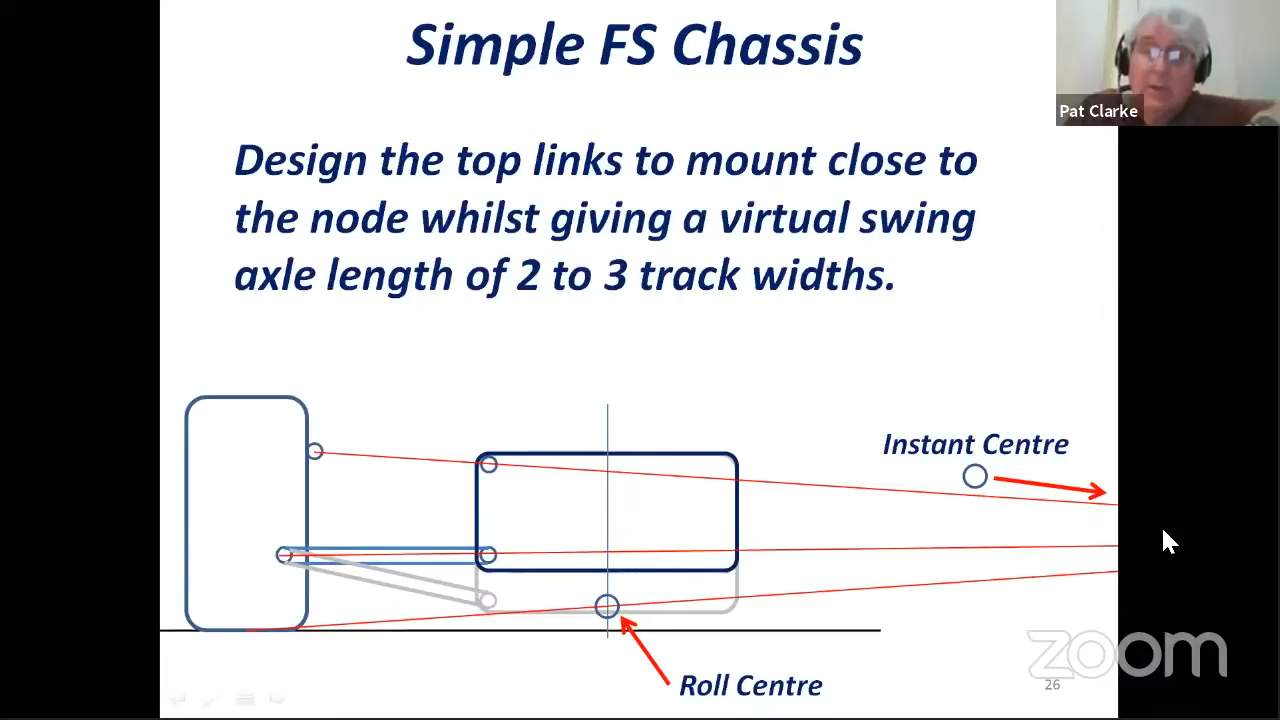 Simple FS Chassis
Pat Clarke
Design the top links to mount close to
the node whilst giving a virtual swing
axle length of 2 to 3 track widths.
Instant Centre
Roll Centre
zoom
26